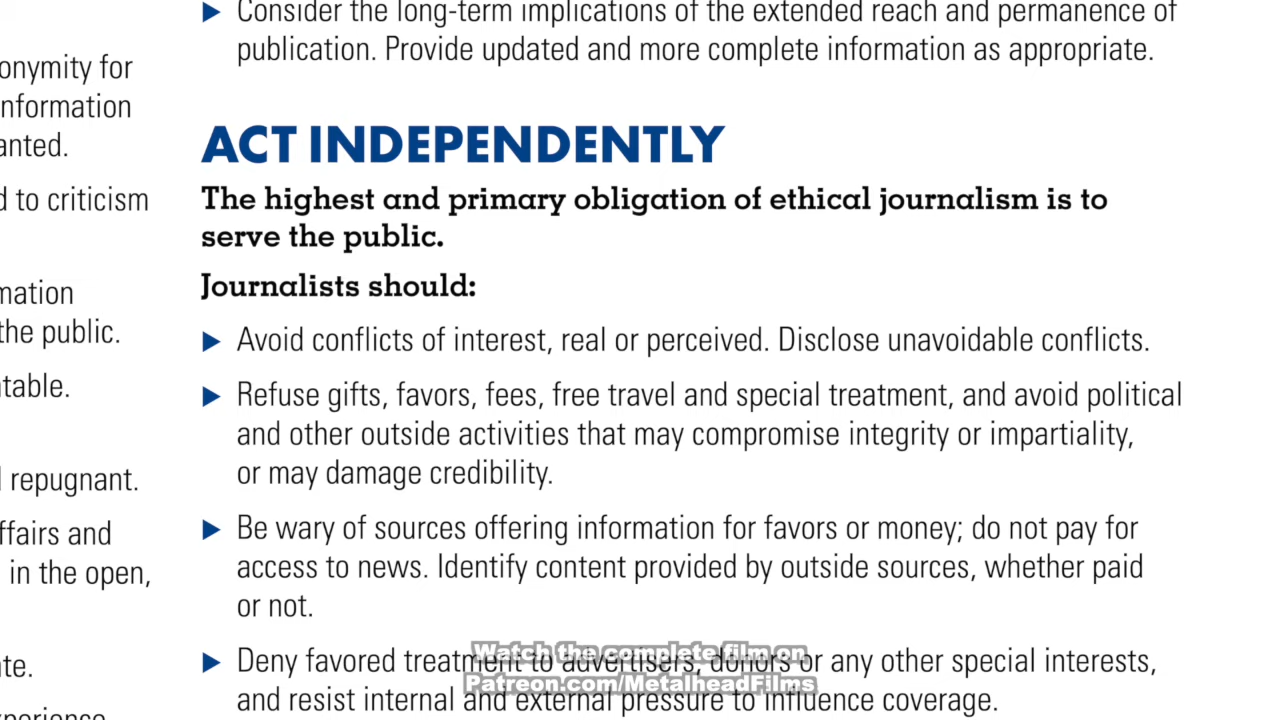 onymity for
nformation
anted.
d to criticism
mation
the public.
table.
repugnant.
ffairs and
in the open,
te.
xperience
Consider the long-term implications of the extended reach and permanence of
publication. Provide updated and more complete information as appropriate.
ACT INDEPENDENTLY
The highest and primary obligation of ethical journalism is to
serve the public.
Journalists should:
▶ Avoid conflicts of interest, real or perceived. Disclose unavoidable conflicts.
▶ Refuse gifts, favors, fees, free travel and special treatment, and avoid political
and other outside activities that may compromise integrity or impartiality,
or may damage credibility.
▶ Be wary of sources offering information for favors or money; do not pay for
access to news. Identify content provided by outside sources, whether paid
or not.
▶ Deny favored treatment to advertisers, donors or any other special interests,
and resist internal and external pressure to influence coverage.
Watch the complete film on
Patreon.com/MetalheadFilms